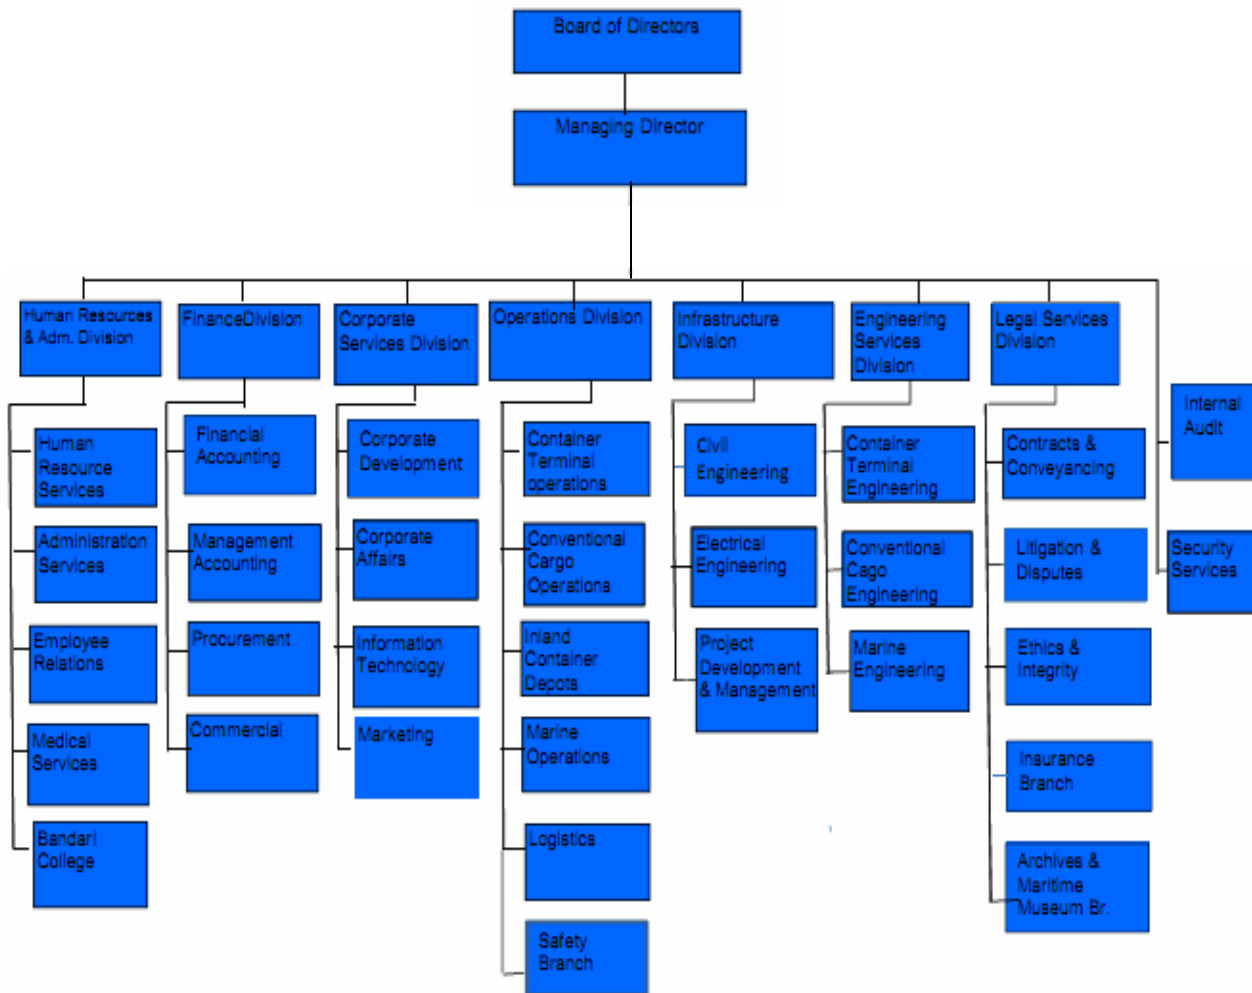 Board of Directors
Managing Director
Human Resources
& Adm. Division
FinanceDivision
Corporate
Services Division
Operations Division
Infrastructure
Division
Engineering
Services
Division
Legal Services
Division
Internal
Audit
Security
Services
Human
Resource
Services
Administration
Services
Employee
Relations
Medical
Services
Bandari
College
Financial
Accounting
Management
Accounting
Procurement
Commercial
Corporate
Development
Corporate
Affairs
Information
Technology
Marketing
Container
Terminal
operations
Conventional
Cargo
Operations
Inland
Container
Depots
Marine
Operations
Logistics
Safety
Branch
Civil
Engineering
Electrical
Engineering
Project
Development
& Management
Container
Terminal
Engineering
Conventional
Cago
Engineering
Marine
Engineering
Contracts &
Conveyancing
Litigation &
Disputes
Ethics &
Integrity
Insurance
Branch
Archives &
Maritime
Museum Br.